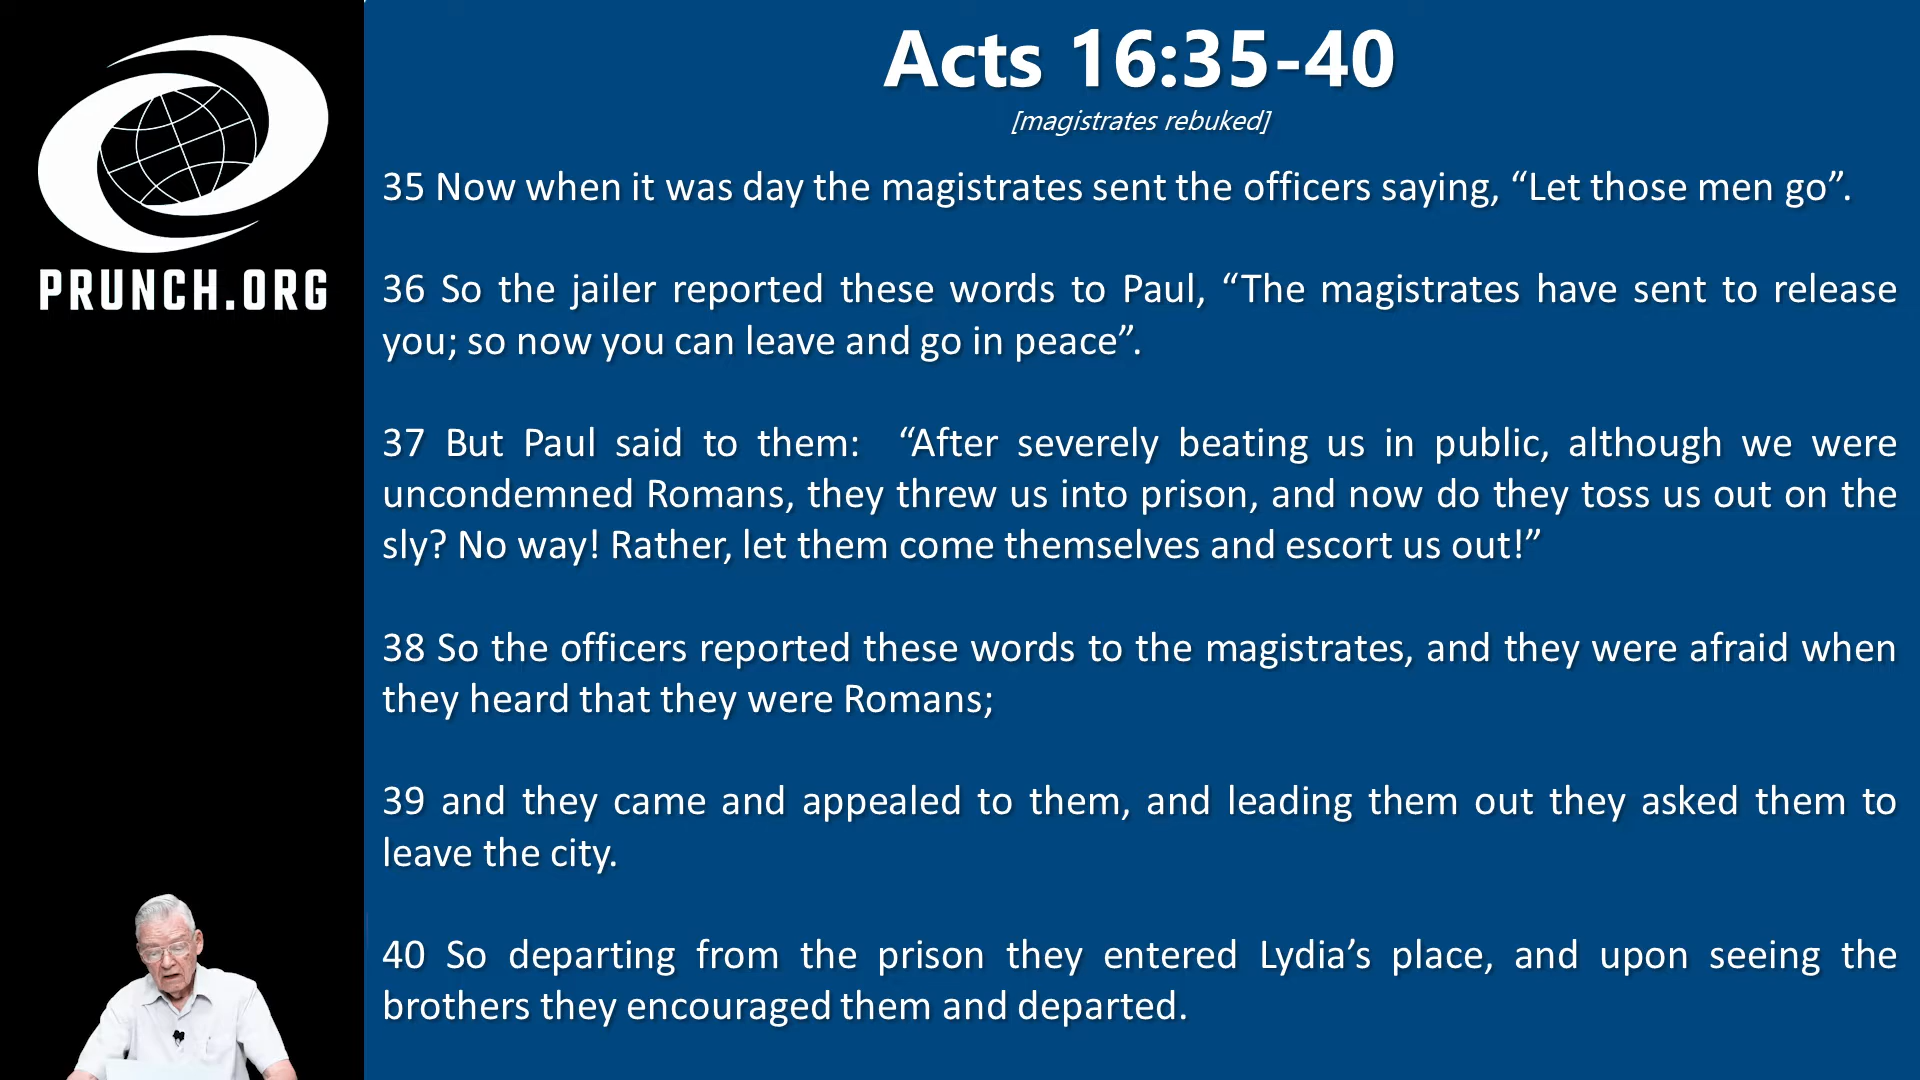 PRUNCH.ORG
Acts 16:35-40
[magistrates rebuked]
35 Now when it was day the magistrates sent the officers saying, “Let those men go”.
36 So the jailer reported these words to Paul, “The magistrates have sent to release
you; so now you can leave and go in peace”.
37 But Paul said to them: “After severely beating us in public, although we were
uncondemned Romans, they threw us into prison, and now do they toss us out on the
sly? No way! Rather, let them come themselves and escort us out!”
38 So the officers reported these words to the magistrates, and they were afraid when
they heard that they were Romans;
39 and they came and appealed to them, and leading them out they asked them to
leave the city.
40 So departing from the prison they entered Lydia’s place, and upon seeing the
brothers they encouraged them and departed.